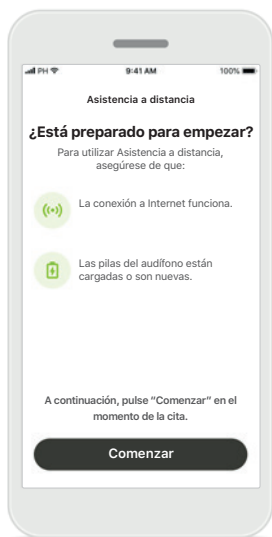 PH 9:41 AM 100%
Asistencia a distancia
¿Está preparado para empezar?
Para utilizar Asistencia a distancia,
asegúrese de que:
La conexión a Internet funciona.
Las pilas del audífono están
cargadas o son nuevas.
A continuación, pulse “Comenzar” en el
momento de la cita.
Comenzar